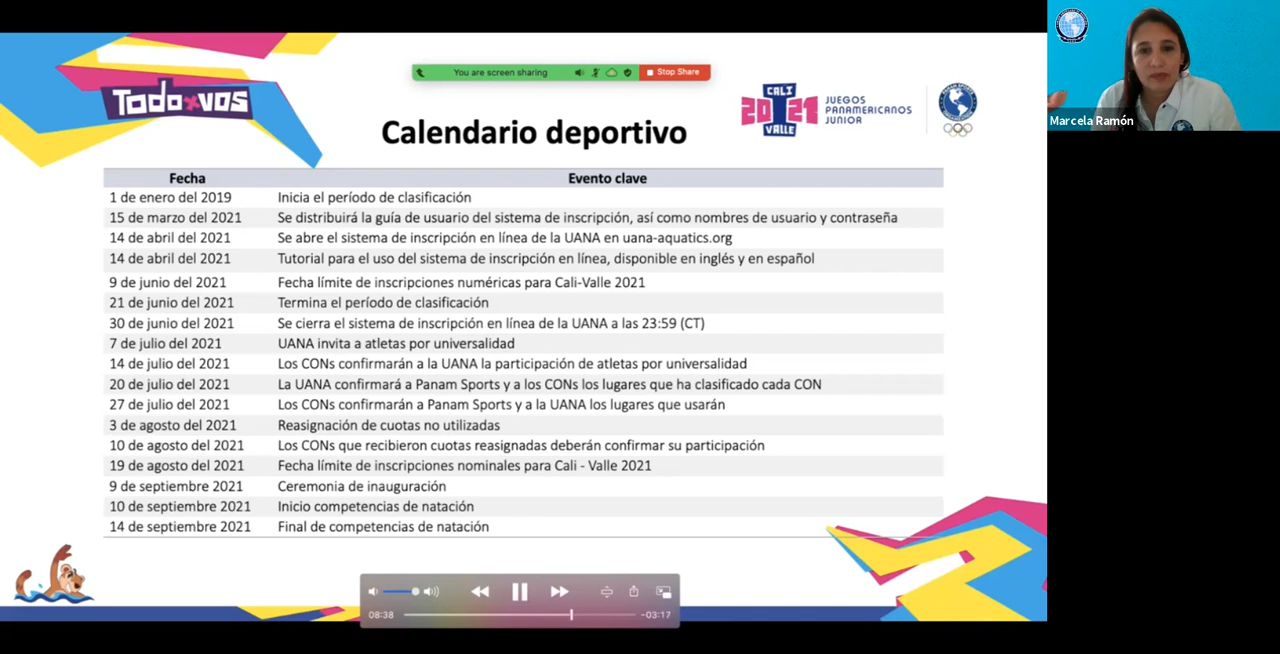 You are screen sharing
Stop Share
Marcela Ramón
Todo x vos
CALI
2021
VALLE
JUEGOS
PANAMERICANOS
JUNIOR
Calendario deportivo
Fecha Evento clave
1 de enero del 2019 Inicia el período de clasificación
15 de marzo del 2021 Se distribuirá la guía de usuario del sistema de inscripción, así como nombres de usuario y contraseña
14 de abril del 2021 Se abre el sistema de inscripción en línea de la UANA en uana-aquatics.org
14 de abril del 2021 Tutorial para el uso del sistema de inscripción en línea, disponible en inglés y en español
9 de junio del 2021 Fecha límite de inscripciones numéricas para Cali-Valle 2021
21 de junio del 2021 Termina el período de clasificación
30 de junio del 2021 Se cierra el sistema de inscripción en línea de la UANA a las 23:59 (CT)
7 de julio del 2021 UANA invita a atletas por universalidad
14 de julio del 2021 Los CONs confirmarán a la UANA la participación de atletas por universalidad
20 de julio del 2021 La UANA confirmará a Panam Sports y a los CONs los lugares que ha clasificado cada CON
27 de julio del 2021 Los CONs confirmarán a Panam Sports y a la UANA los lugares que usarán
3 de agosto del 2021 Reasignación de cuotas no utilizadas
10 de agosto del 2021 Los CONs que recibieron cuotas reasignadas deberán confirmar su participación
19 de agosto del 2021 Fecha límite de inscripciones nominales para Cali - Valle 2021
9 de septiembre 2021 Ceremonia de inauguración
10 de septiembre 2021 Inicio competencias de natación
14 de septiembre 2021 Final de competencias de natación
08:38 -03:17